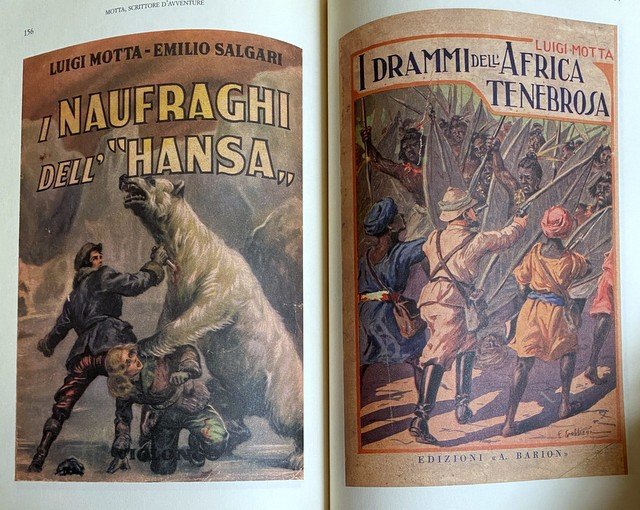 MOTTA, SCRITTORE D'AVVENTURE
156
LUIGI MOTTA - EMILIO SALGARI
I NAUFRAGHI
DELL' "HANSA„
LUIGI MOTTA
I DRAMMI DELL'AFRICA
TENEBROSA
EDIZIONI «A. BARION»